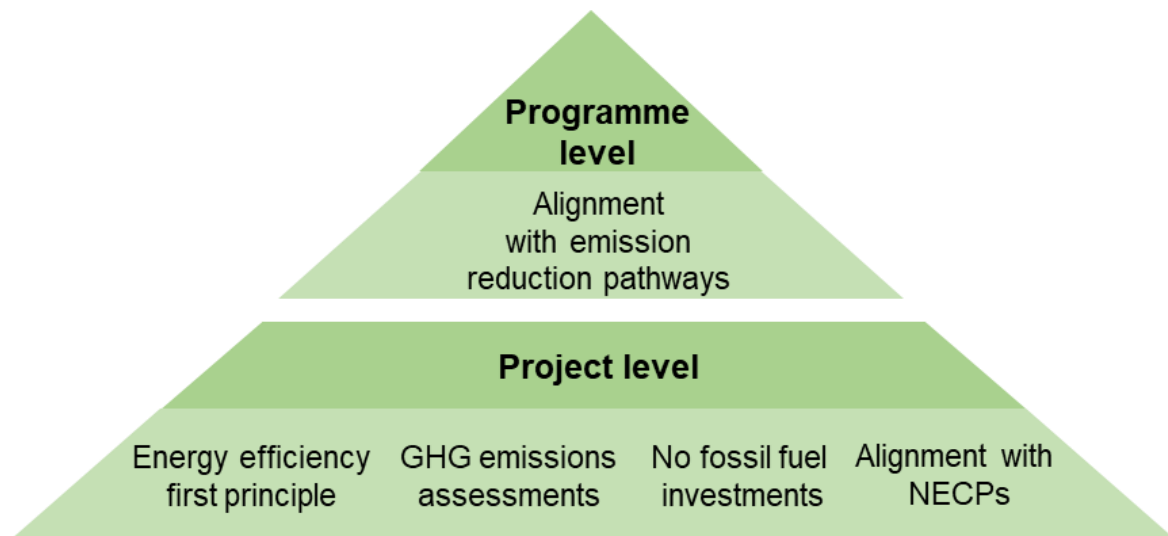 Programme
level
Alignment
with emission
reduction pathways
Project level
Energy efficiency
first principle
GHG emissions
assessments
No fossil fuel
investments
Alignment with
NECPs